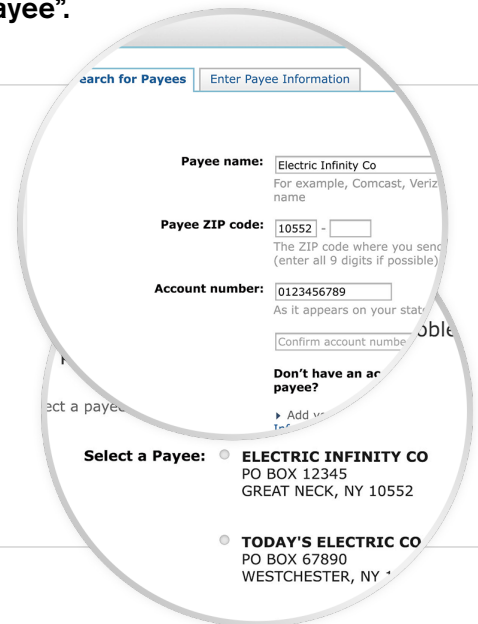 ayee".
earch for Payees
Enter Payee Information
Payee name:
Electric Infinity Co
For example, Comcast, Veriz
name
Payee ZIP code:
10552 -
The ZIP code where you send
(enter all 9 digits if possible)
Account number:
0123456789
As it appears on your stat
Confirm account numbe
oble
Don't have an ac
payee?
Add yo
ect a payee
Select a Payee:
ELECTRIC INFINITY CO
PO BOX 12345
GREAT NECK, NY 10552
TODAY'S ELECTRIC CO
PO BOX 67890
WESTCHESTER, NY 1